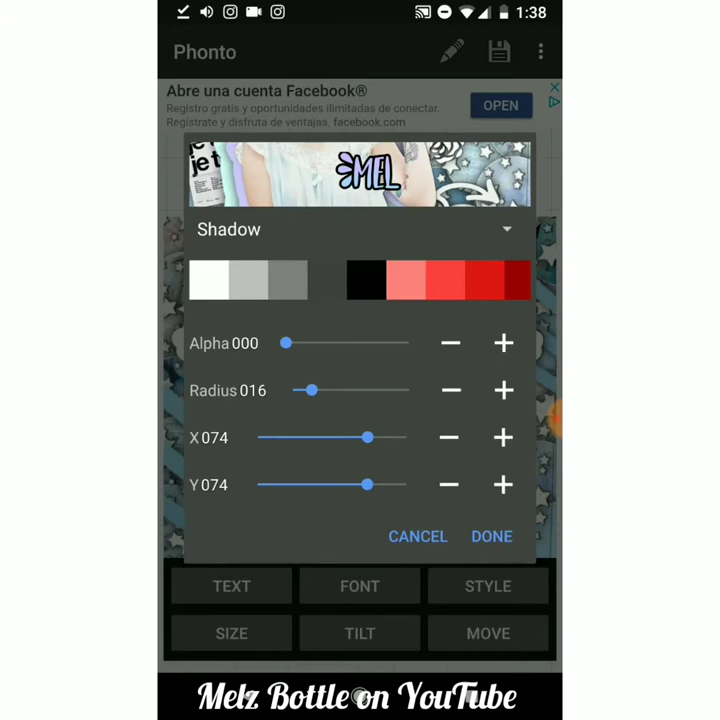 1:38
Phonto
Abre una cuenta Facebook®
Registro gratis y oportunidades ilimitadas de conectar.
Regístrate y disfruta de ventajas. facebook.com
OPEN
je t
MEL
Shadow
Alpha 000
Radius 016
X 074
Y 074
CANCEL DONE
TEXT FONT STYLE
SIZE TILT MOVE
Melz Bottle on YouTube